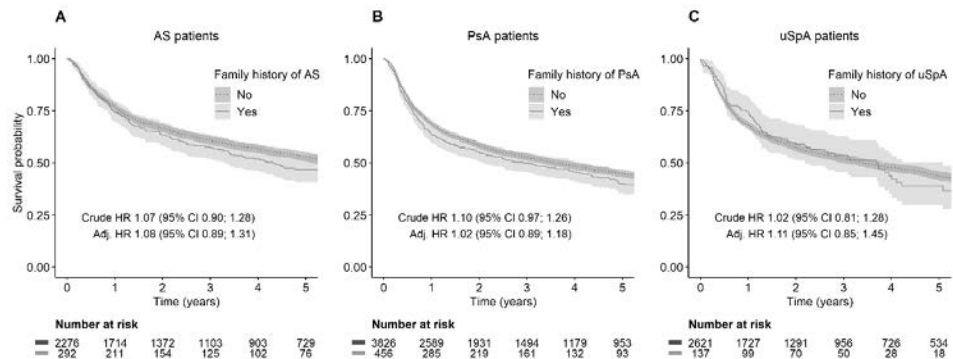 A
AS patients
Survival probability
1.00
0.75
0.50
0.25
0.00
Family history of AS
No
Yes
Crude HR 1.07 (95% CI 0.90; 1.28)
Adj. HR 1.08 (95% CI 0.89; 1.31)
0 1 2 3 4 5
Time (years)
Number at risk
2276 1714 1372 1103 903 729
292 211 154 125 102 76
B
PsA patients
1.00
0.75
0.50
0.25
0.00
Family history of PsA
No
Yes
Crude HR 1.10 (95% CI 0.97; 1.26)
Adj. HR 1.02 (95% CI 0.89; 1.18)
0 1 2 3 4 5
Time (years)
Number at risk
3826 2589 1931 1494 1179 953
456 285 219 161 132 93
C
uSpA patients
1.00
0.75
0.50
0.25
0.00
Family history of uSpA
No
Yes
Crude HR 1.02 (95% CI 0.81; 1.28)
Adj. HR 1.11 (95% CI 0.85; 1.45)
0 1 2 3 4 5
Time (years)
Number at risk
2621 1727 1291 956 726 534
137 99 70 50 28 18